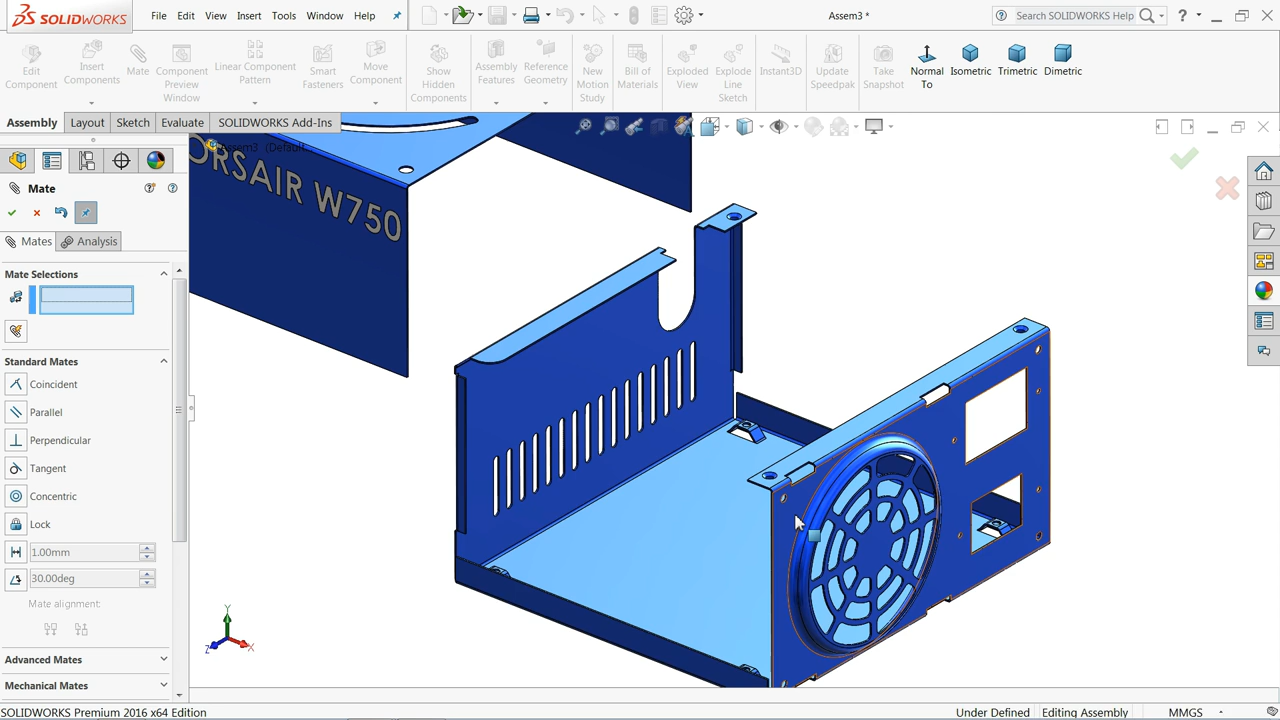 SOLIDWORKS
File Edit View Insert Tools Window Help
Assem3 *
Search SOLIDWORKS Help
Edit Component
Insert Components
Mate
Component Preview Window
Linear Component Pattern
Smart Fasteners
Move Component
Show Hidden Components
Assembly Features
Reference Geometry
New Motion Study
Bill of Materials
Exploded View
Explode Line Sketch
Instant3D
Update Speedpak
Take Snapshot
Normal To
Isometric
Trimetric
Dimetric
Assembly Layout Sketch Evaluate SOLIDWORKS Add-Ins
Assem3 (Default
Mate
Mates Analysis
Mate Selections
Standard Mates
Coincident
Parallel
Perpendicular
Tangent
Concentric
Lock
1.00mm
30.00deg
Mate alignment:
Advanced Mates
Mechanical Mates
ORSAIR W750
Y
X
Z
SOLIDWORKS Premium 2016 x64 Edition
Under Defined Editing Assembly MMGS